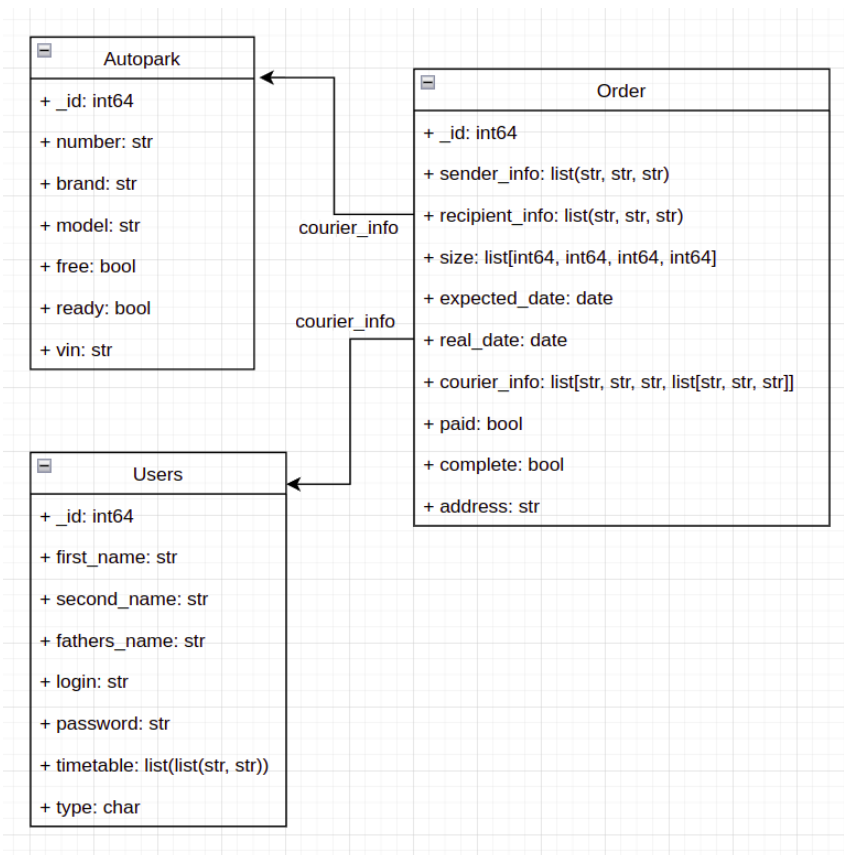 Autopark
+ _id: int64
+ number: str
+ brand: str
+ model: str
+ free: bool
+ ready: bool
+ vin: str
courier_info
courier_info
Order
+ _id: int64
+ sender_info: list(str, str, str)
+ recipient_info: list(str, str, str)
+ size: list[int64, int64, int64, int64]
+ expected_date: date
+ real_date: date
+ courier_info: list[str, str, str, list[str, str, str]]
+ paid: bool
+ complete: bool
+ address: str
Users
+ _id: int64
+ first_name: str
+ second_name: str
+ fathers_name: str
+ login: str
+ password: str
+ timetable: list(list(str, str))
+ type: char